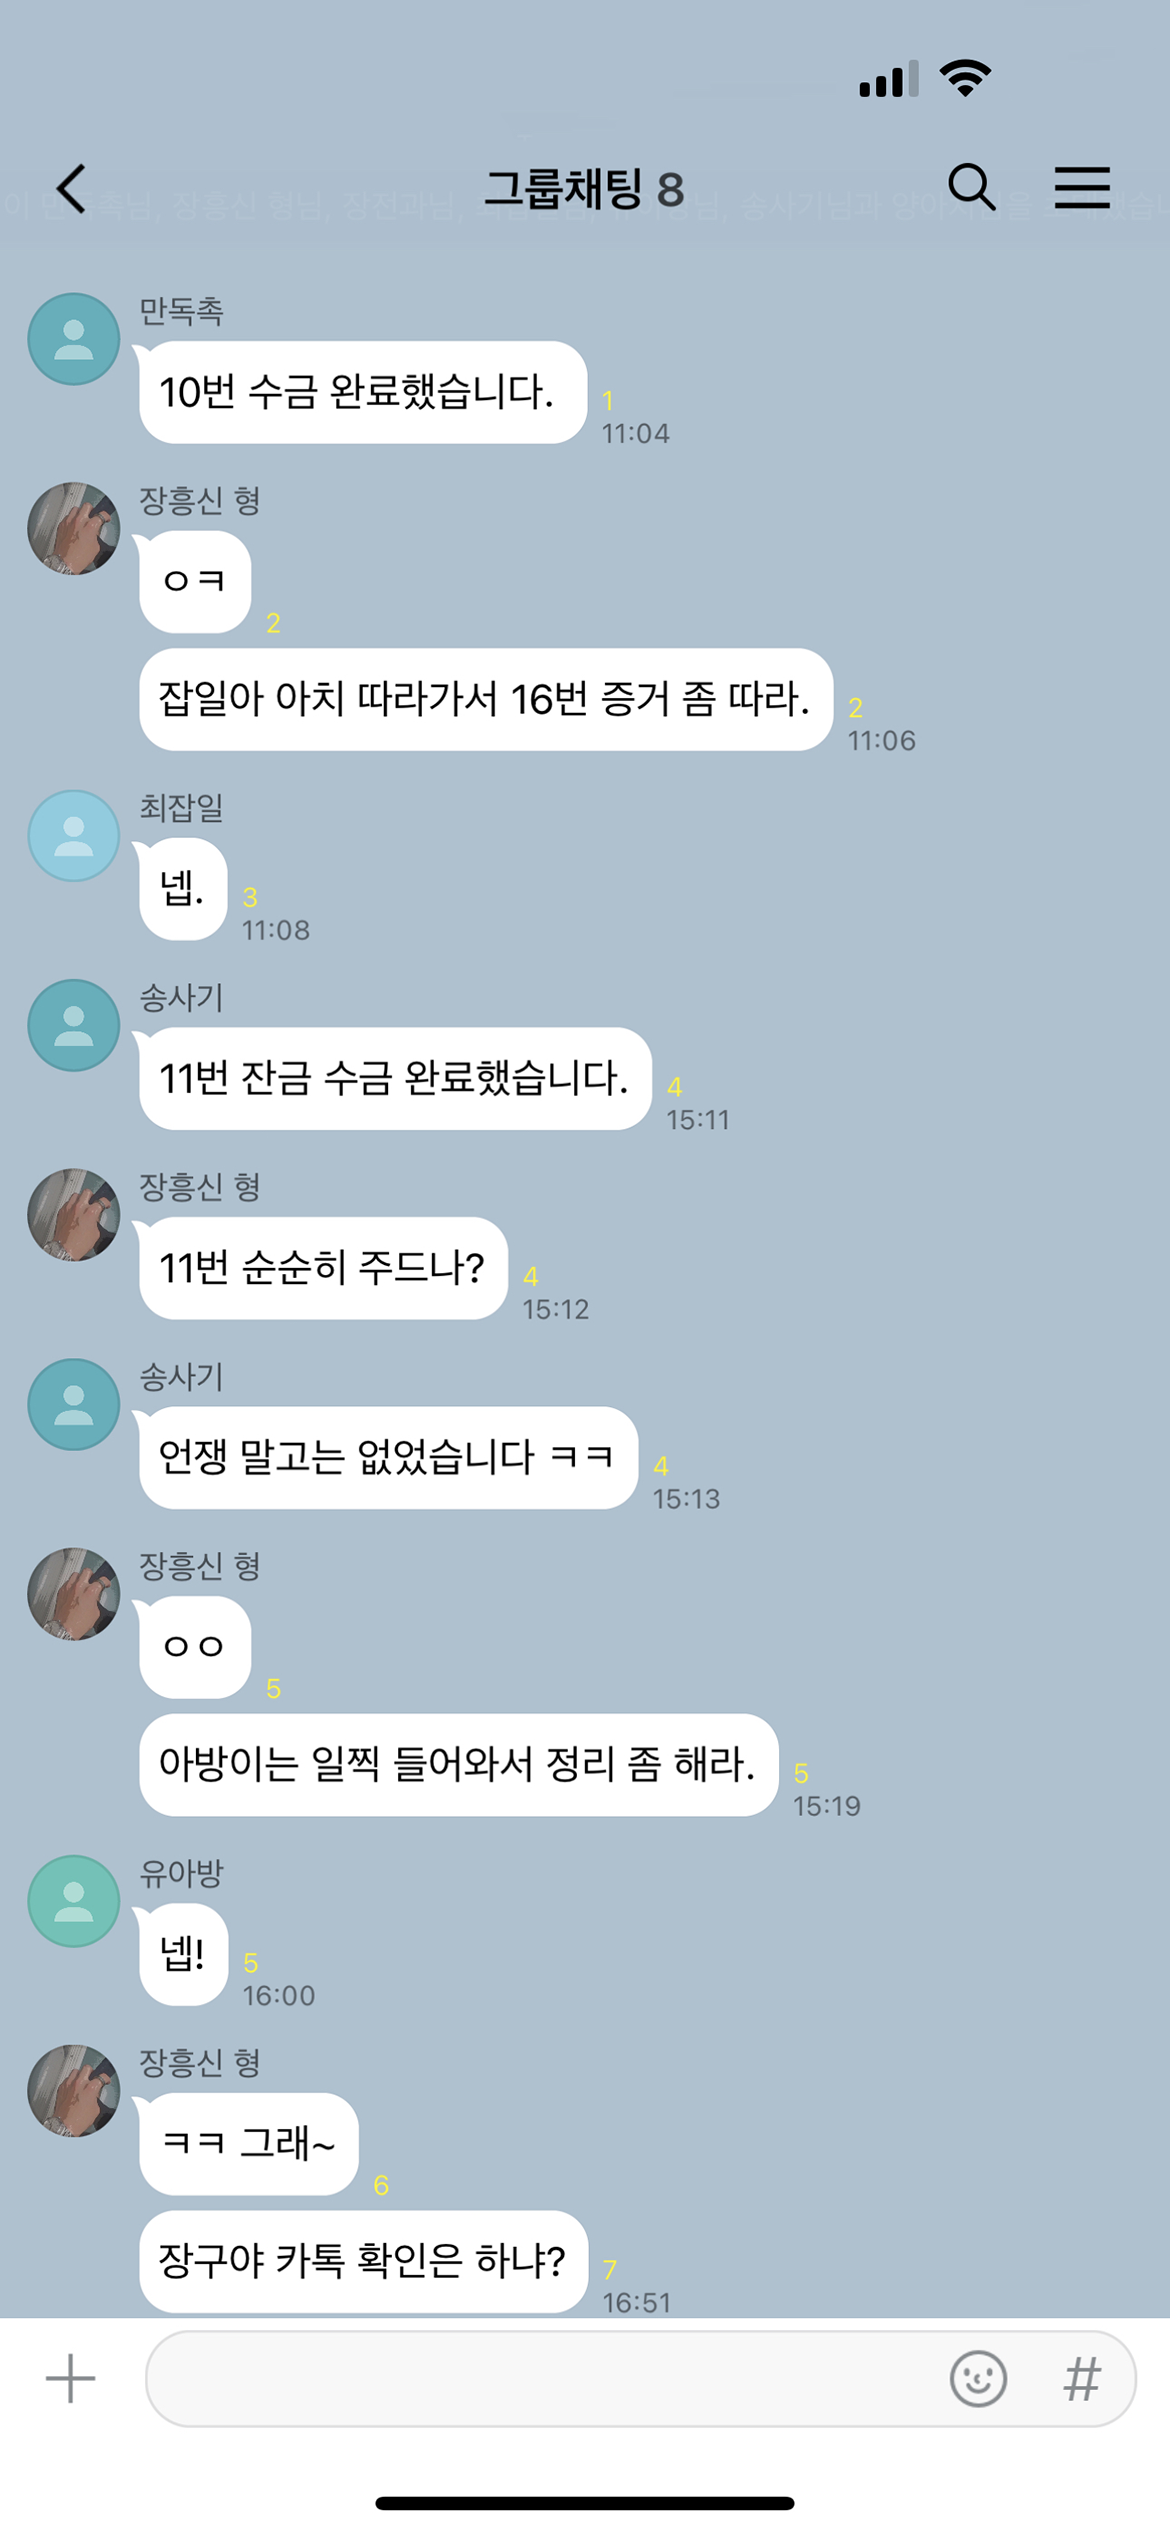 그룹채팅 8
이 만독촉님, 장흥신 형님, 장전과님, 송사기님과
만독촉
10번 수금 완료했습니다.
1
11:04
장흥신 형
ㅇㅋ
2
잡일아 아치 따라가서 16번 증거 좀 따라.
2
11:06
최잡일
넵.
3
11:08
송사기
11번 잔금 수금 완료했습니다.
4
15:11
장흥신 형
11번 순순히 주드나?
4
15:12
송사기
언쟁 말고는 없었습니다 ㅋㅋ
4
15:13
장흥신 형
ㅇㅇ
5
아방이는 일찍 들어와서 정리 좀 해라.
5
15:19
유아방
넵!
5
16:00
장흥신 형
ㅋㅋ 그래~
6
장구야 카톡 확인은 하냐?
7
16:51
#